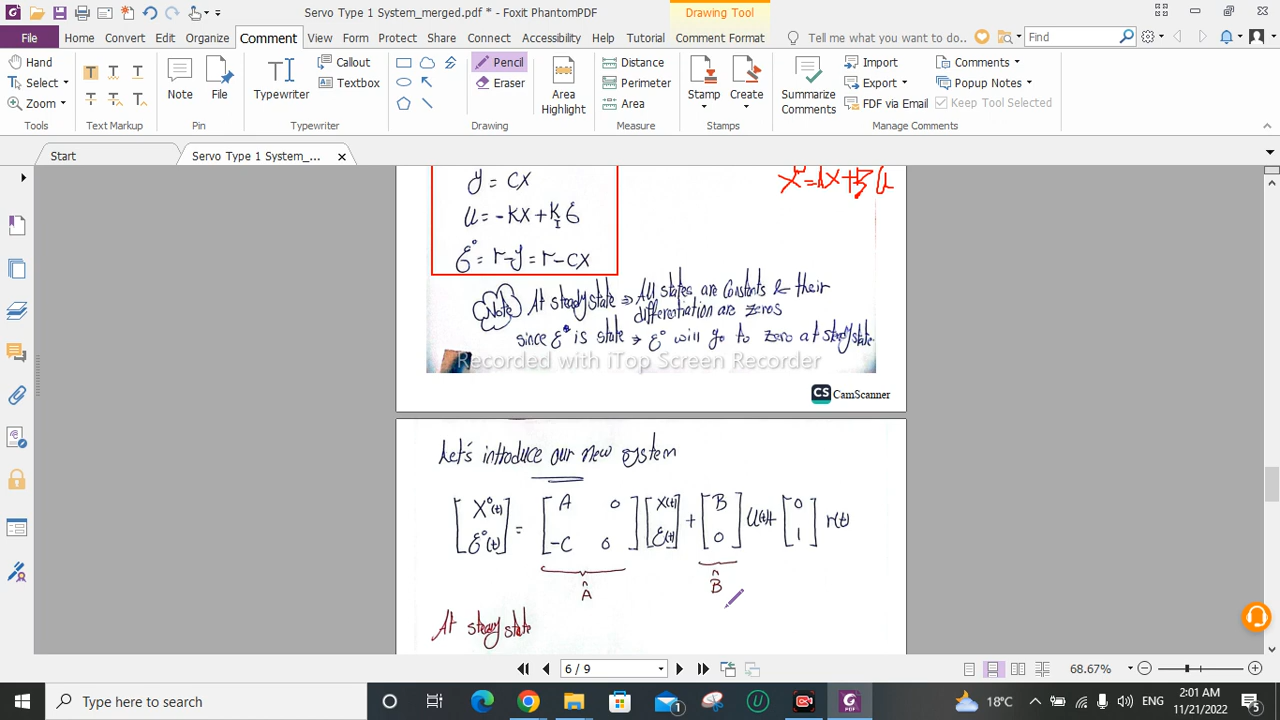 Servo Type 1 System_merged.pdf * - Foxit PhantomPDF
Drawing Tool
File Home Convert Edit Organize Comment View Form Protect Share Connect Accessibility Help Tutorial Comment Format Tell me what you want to do... Find
Hand
Select
Zoom
Tools
Text Markup
Note
File
Pin
Typewriter
Callout
Textbox
Typewriter
Pencil
Eraser
Drawing
Area Highlight
Distance
Perimeter
Area
Measure
Stamp
Create
Stamps
Summarize Comments
Import
Export
FDF via Email
Comments
Popup Notes
Keep Tool Selected
Manage Comments
Start
Servo Type 1 System_...
y = CX
X° = AX + B U
U = -KX + K_I ξ
ξ° = r - y = r - CX
Note At steady state ⇒ All states are Constants & their
differentiation are zeros
since ξ° is state ⇒ ξ° will go to zero at steady state
Recorded with iTop Screen Recorder
CS CamScanner
Let's introduce our new system
[X°(t) ; ξ°(t)] = [A 0 ; -C 0] [X(t) ; ξ(t)] + [B ; 0] U(t) + [0 ; 1] r(t)
Â B̂
At steady state
6 / 9
68.67%
Type here to search
1
18°C
ENG
2:01 AM
11/21/2022
5